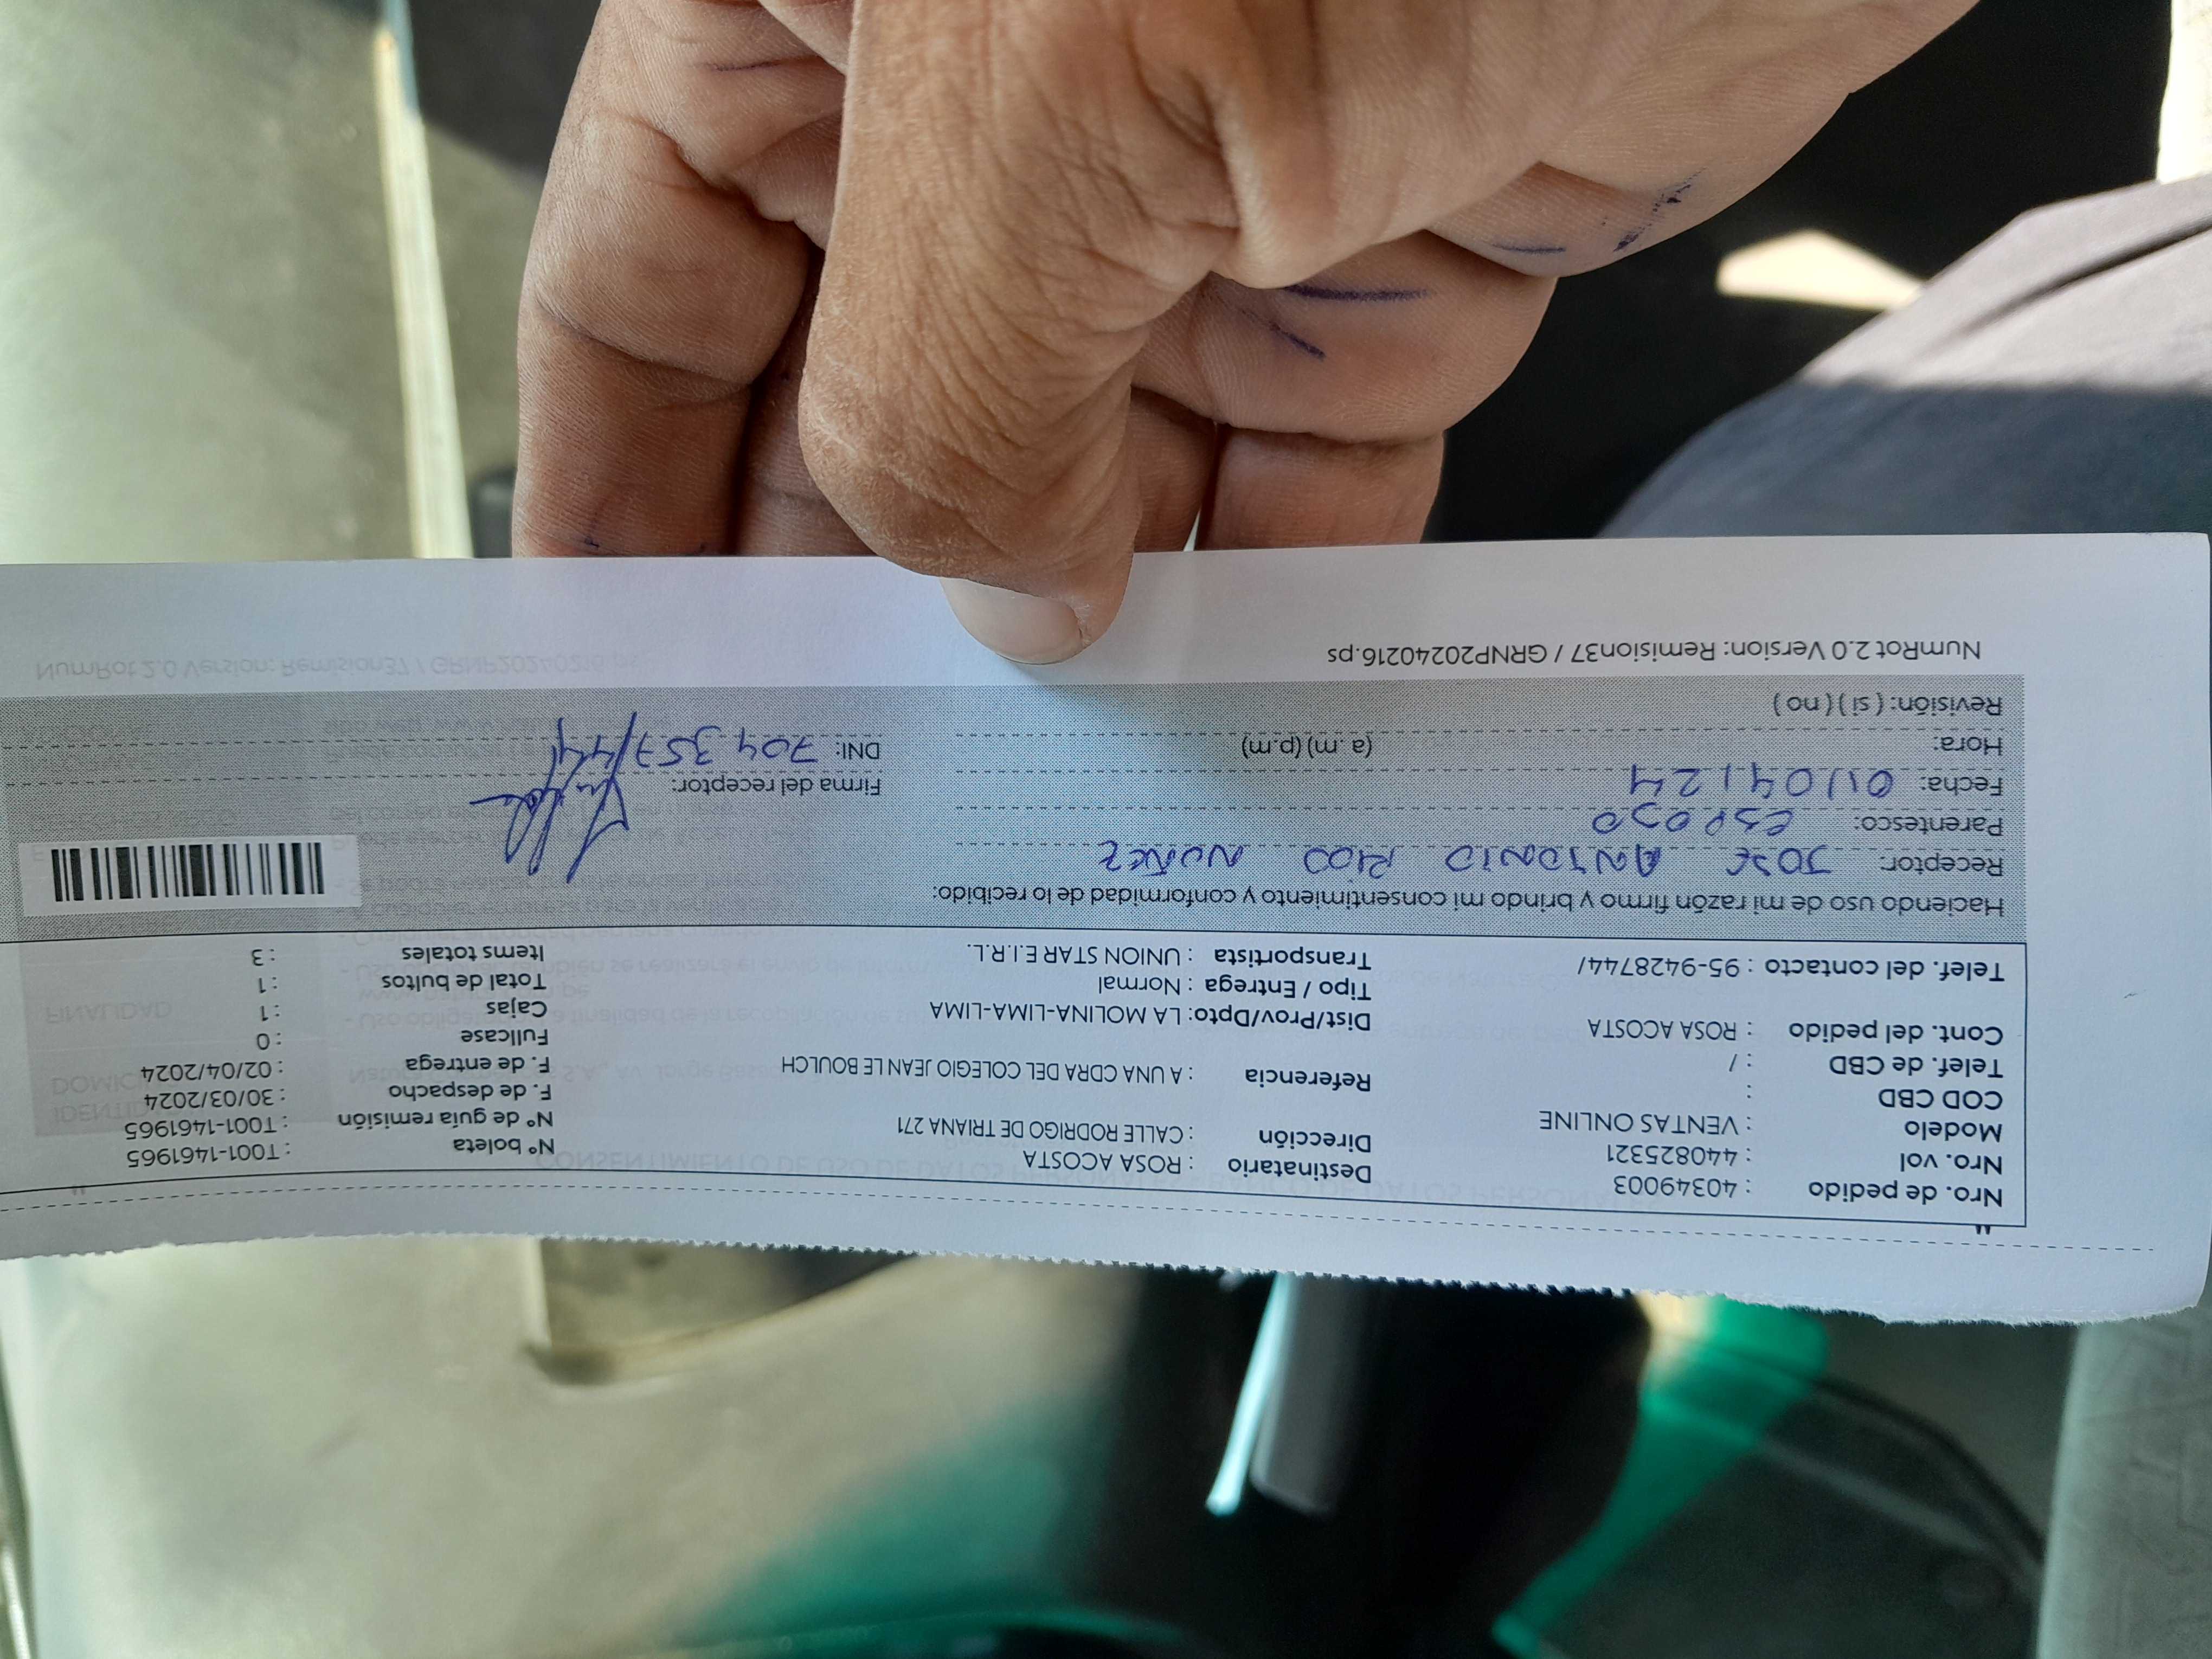 Nro. de pedido : 40349003
Nro. vol : 440825321
Modelo : VENTAS ONLINE
COD CBD :
Telef. de CBD : /
Cont. del pedido : ROSA ACOSTA
Telef. del contacto : 95-9428744/
Destinatario : ROSA ACOSTA
Dirección : CALLE RODRIGO DE TRIANA 271
Referencia : A UNA CDRA DEL COLEGIO JEAN LE BOULCH
Dist/Prov/Dpto: LA MOLINA-LIMA-LIMA
Tipo / Entrega : Normal
Transportista : UNION STAR E.I.R.L.
N° boleta : T001-1461965
N° de guía remisión : T001-1461965
F. de despacho : 30/03/2024
F. de entrega : 02/04/2024
Fullcase : 0
Cajas : 1
Total de bultos : 1
Items totales : 3
Haciendo uso de mi razón firmo y brindo mi consentimiento y conformidad de lo recibido:
Receptor: JOSE ANTONIO NUÑEZ
Parentesco: ESPOSO
Fecha: 01/04/24
Hora: (a. m) (p.m)
Revisión: ( si ) ( no )
Firma del receptor:
DNI:
NumRot 2.0 Version: Remision37 / GRNP20240216.ps